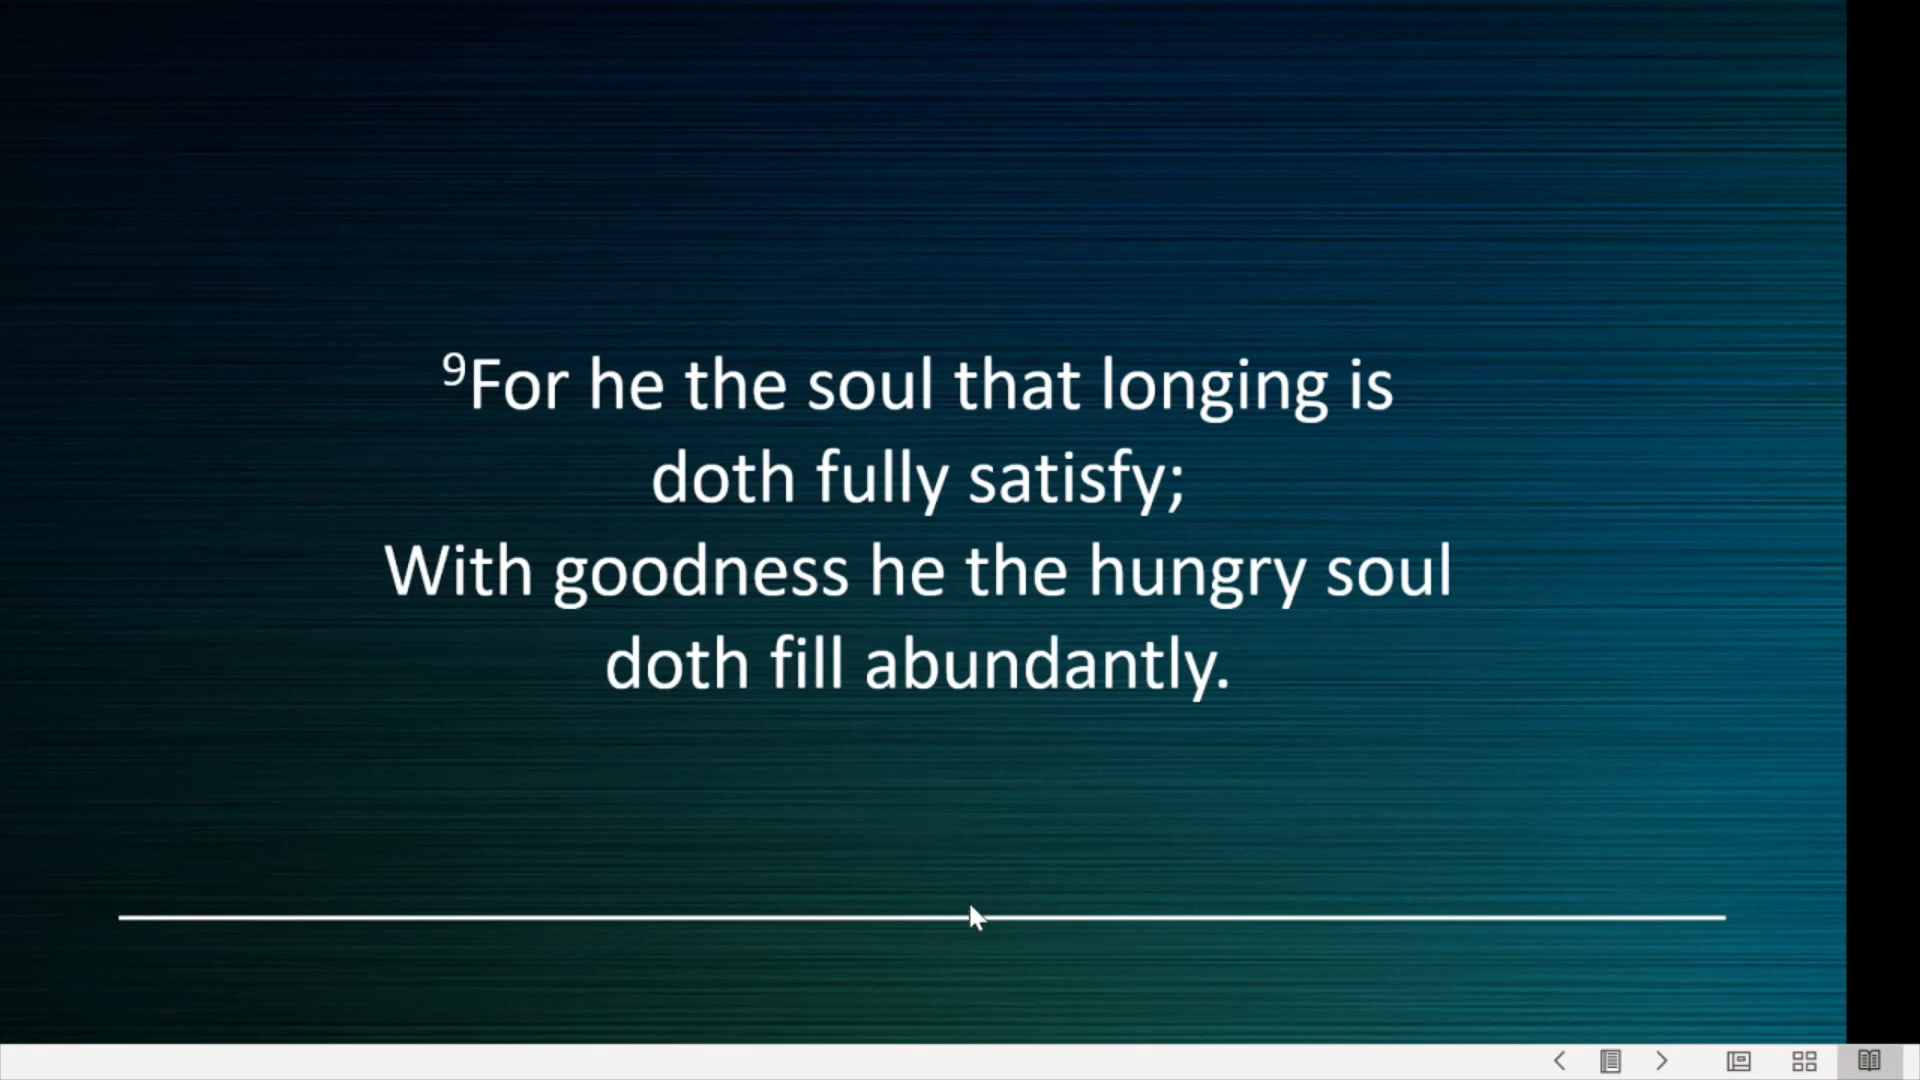 ⁹For he the soul that longing is
doth fully satisfy;
With goodness he the hungry soul
doth fill abundantly.